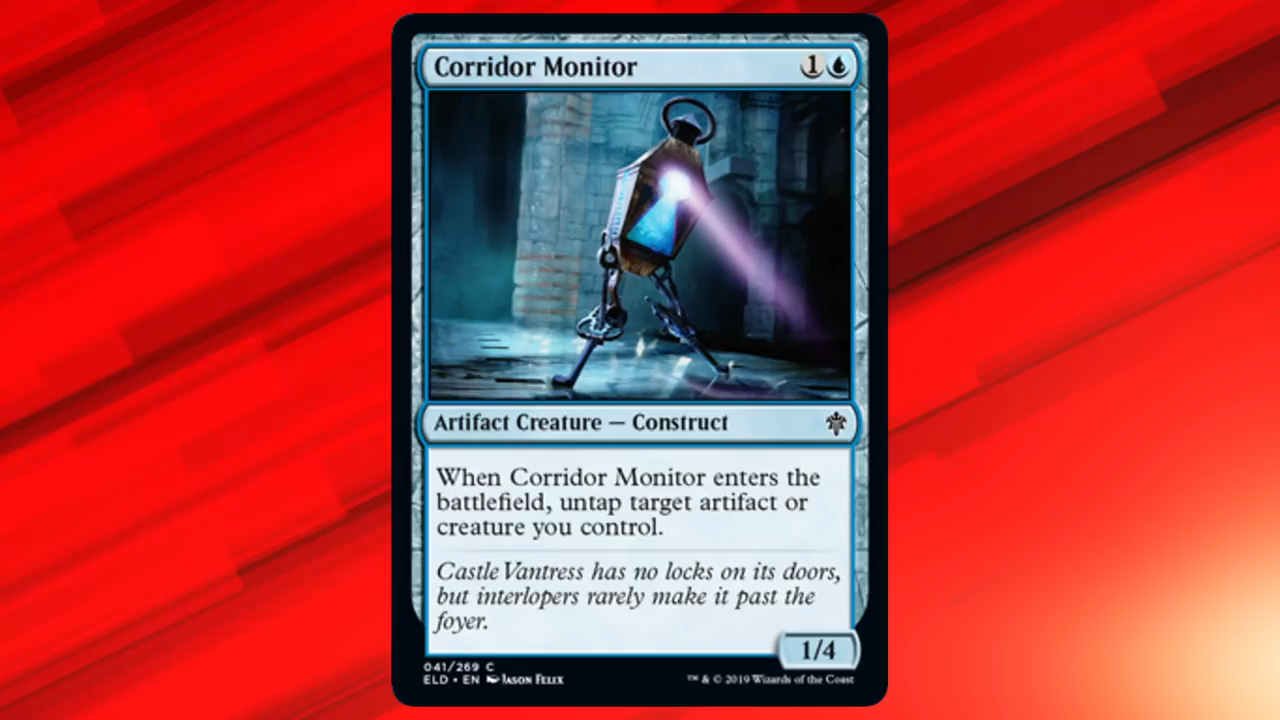 Corridor Monitor 1
Artifact Creature — Construct
When Corridor Monitor enters the
battlefield, untap target artifact or
creature you control.
Castle Vantress has no locks on its doors,
but interlopers rarely make it past the
foyer.
1/4
041/269 C
ELD • EN Jason Felix
™ & © 2019 Wizards of the Coast